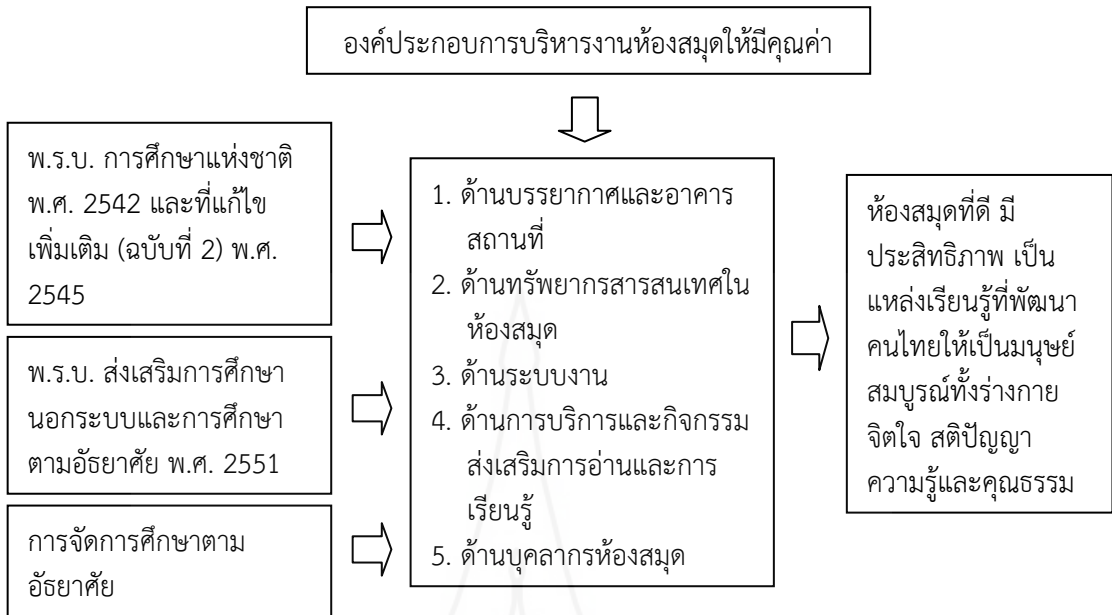 องค์ประกอบการบริหารงานห้องสมุดให้มีคุณค่า
พ.ร.บ. การศึกษาแห่งชาติ
พ.ศ. 2542 และที่แก้ไข
เพิ่มเติม (ฉบับที่ 2) พ.ศ.
2545
พ.ร.บ. ส่งเสริมการศึกษา
นอกระบบและการศึกษา
ตามอัธยาศัย พ.ศ. 2551
การจัดการศึกษาตาม
อัธยาศัย
1. ด้านบรรยากาศและอาคาร
สถานที่
2. ด้านทรัพยากรสารสนเทศใน
ห้องสมุด
3. ด้านระบบงาน
4. ด้านการบริการและกิจกรรม
ส่งเสริมการอ่านและการ
เรียนรู้
5. ด้านบุคลากรห้องสมุด
ห้องสมุดที่ดี มี
ประสิทธิภาพ เป็น
แหล่งเรียนรู้ที่พัฒนา
คนไทยให้เป็นมนุษย์
สมบูรณ์ทั้งร่างกาย
จิตใจ สติปัญญา
ความรู้และคุณธรรม